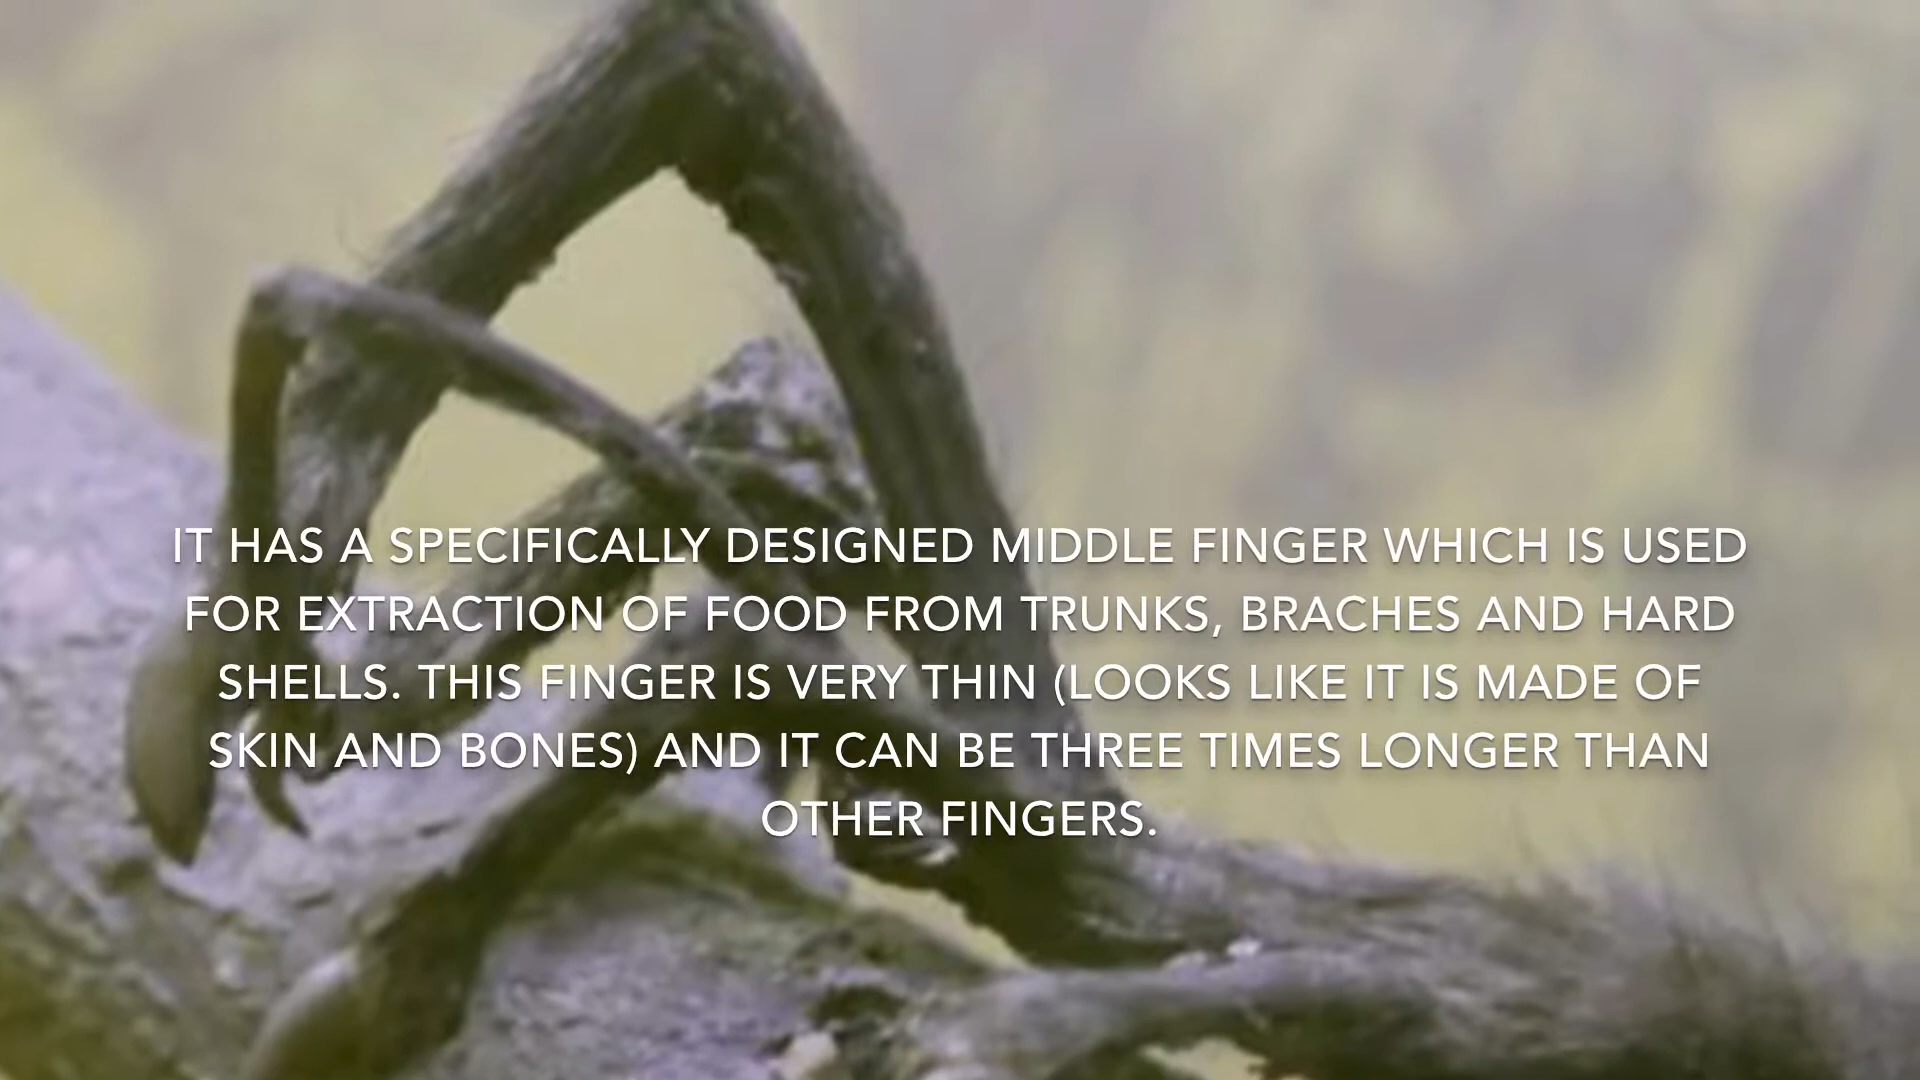 IT HAS A SPECIFICALLY DESIGNED MIDDLE FINGER WHICH IS USED
FOR EXTRACTION OF FOOD FROM TRUNKS, BRACHES AND HARD
SHELLS. THIS FINGER IS VERY THIN (LOOKS LIKE IT IS MADE OF
SKIN AND BONES) AND IT CAN BE THREE TIMES LONGER THAN
OTHER FINGERS.